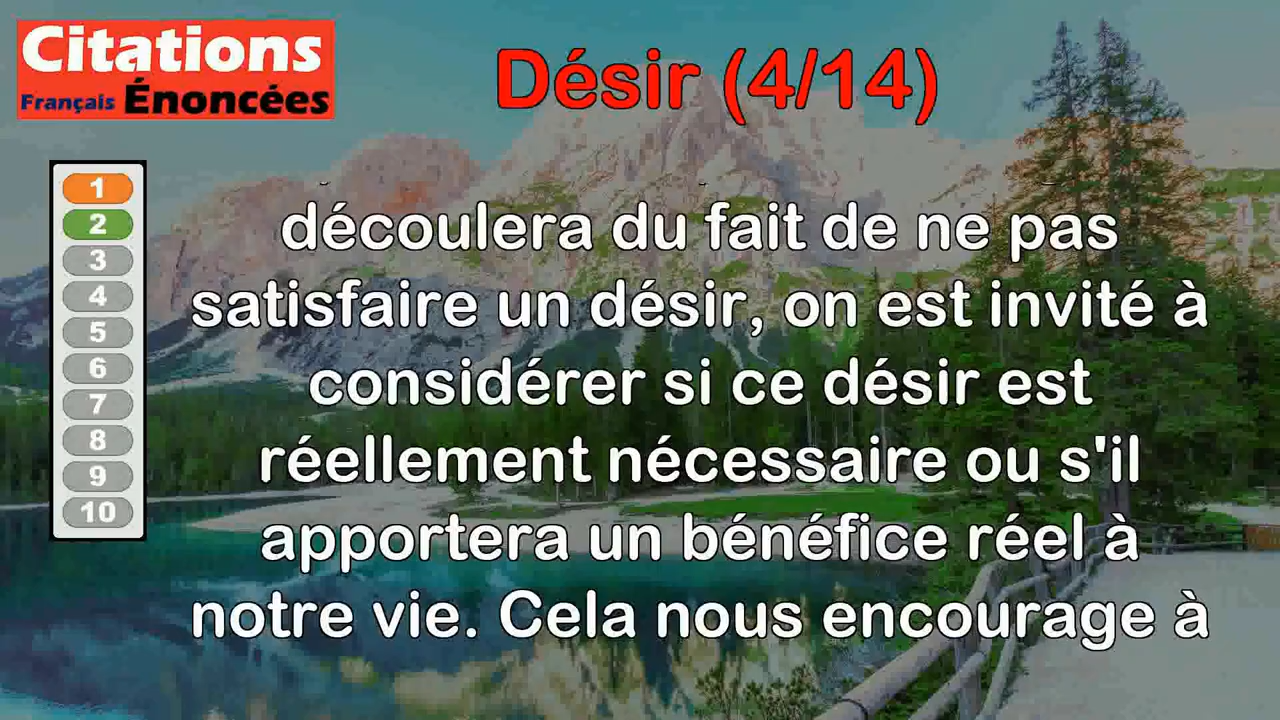 Citations
Français Énoncées
Désir (4/14)
1
2
3
4
5
6
7
8
9
10
découlera du fait de ne pas
satisfaire un désir, on est invité à
considérer si ce désir est
réellement nécessaire ou s'il
apportera un bénéfice réel à
notre vie. Cela nous encourage à